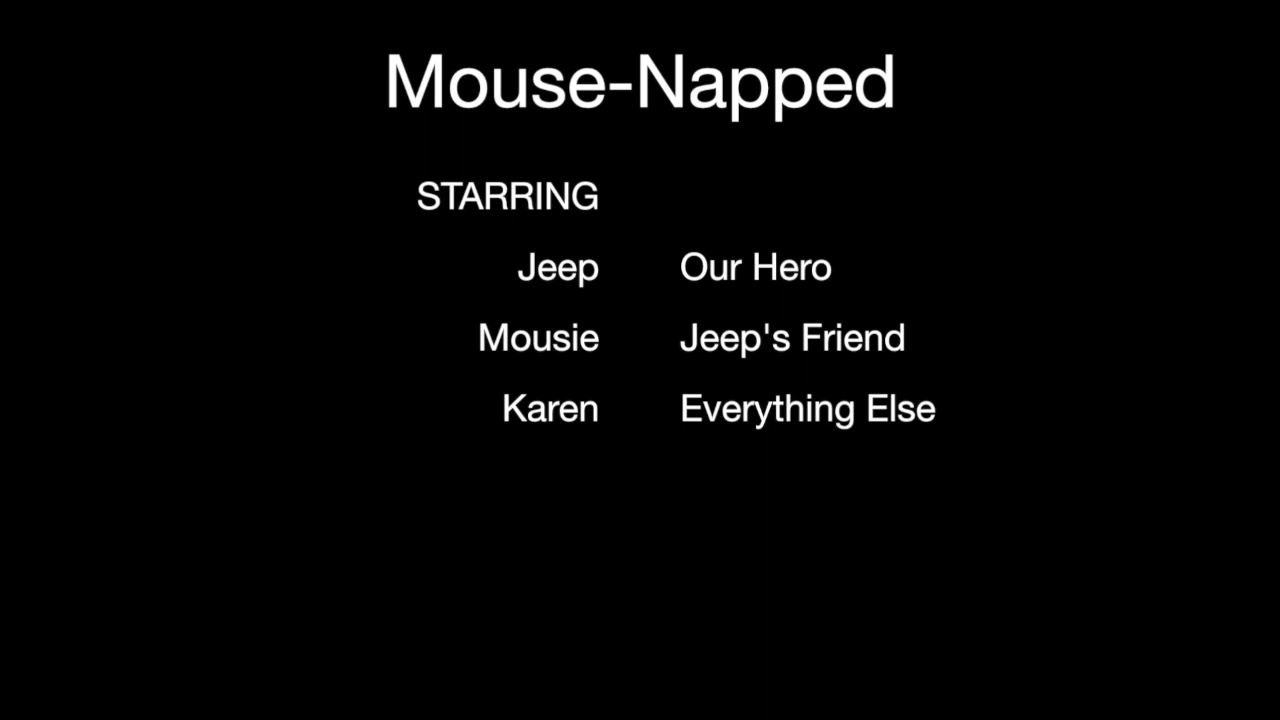 Mouse-Napped
STARRING
Jeep Our Hero
Mousie Jeep's Friend
Karen Everything Else